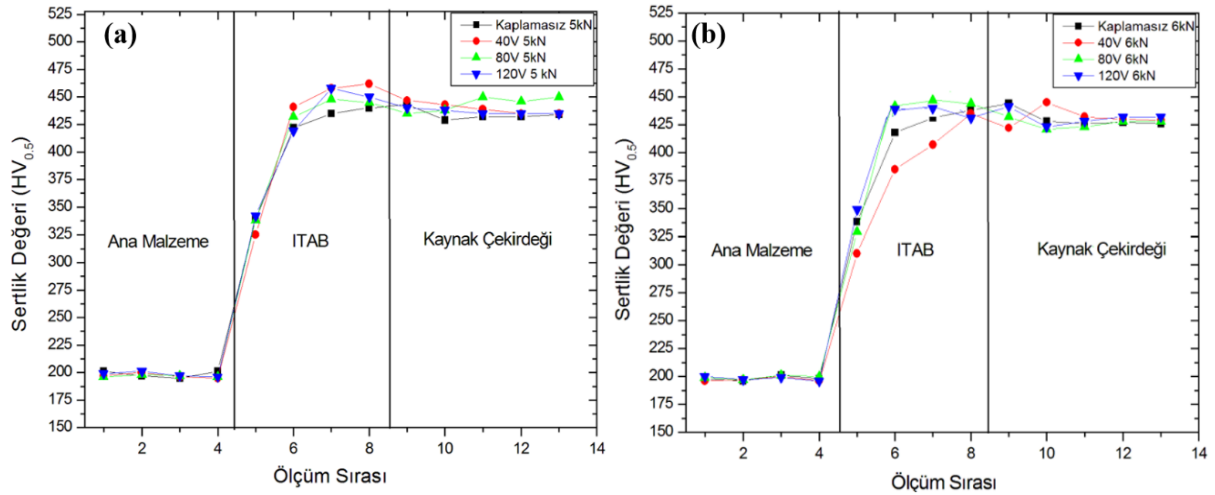 (a)
Kaplamasız 5kN
40V 5kN
80V 5kN
120V 5 kN
525
500
475
450
425
400
375
350
325
300
275
250
225
200
175
150
Sertlik Değeri (HV0.5)
Ana Malzeme
ITAB
Kaynak Çekirdeği
2 4 6 8 10 12 14
Ölçüm Sırası
(b)
Kaplamasız 6kN
40V 6kN
80V 6kN
120V 6kN
525
500
475
450
425
400
375
350
325
300
275
250
225
200
175
150
Sertlik Değeri (HV0.5)
Ana Malzeme
ITAB
Kaynak Çekirdeği
2 4 6 8 10 12 14
Ölçüm Sırası